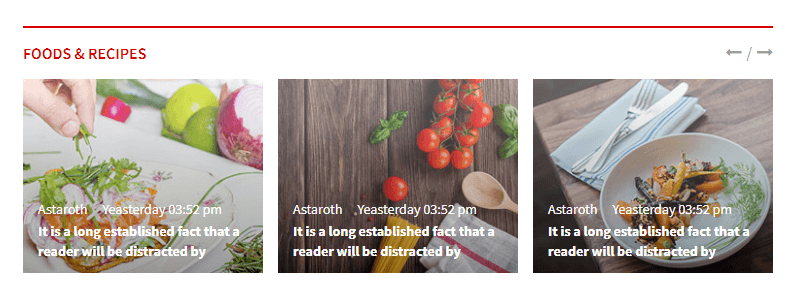 FOODS & RECIPES
← / →
Astaroth Yeasterday 03:52 pm
It is a long established fact that a
reader will be distracted by
Astaroth Yeasterday 03:52 pm
It is a long established fact that a
reader will be distracted by
Astaroth Yeasterday 03:52 pm
It is a long established fact that a
reader will be distracted by